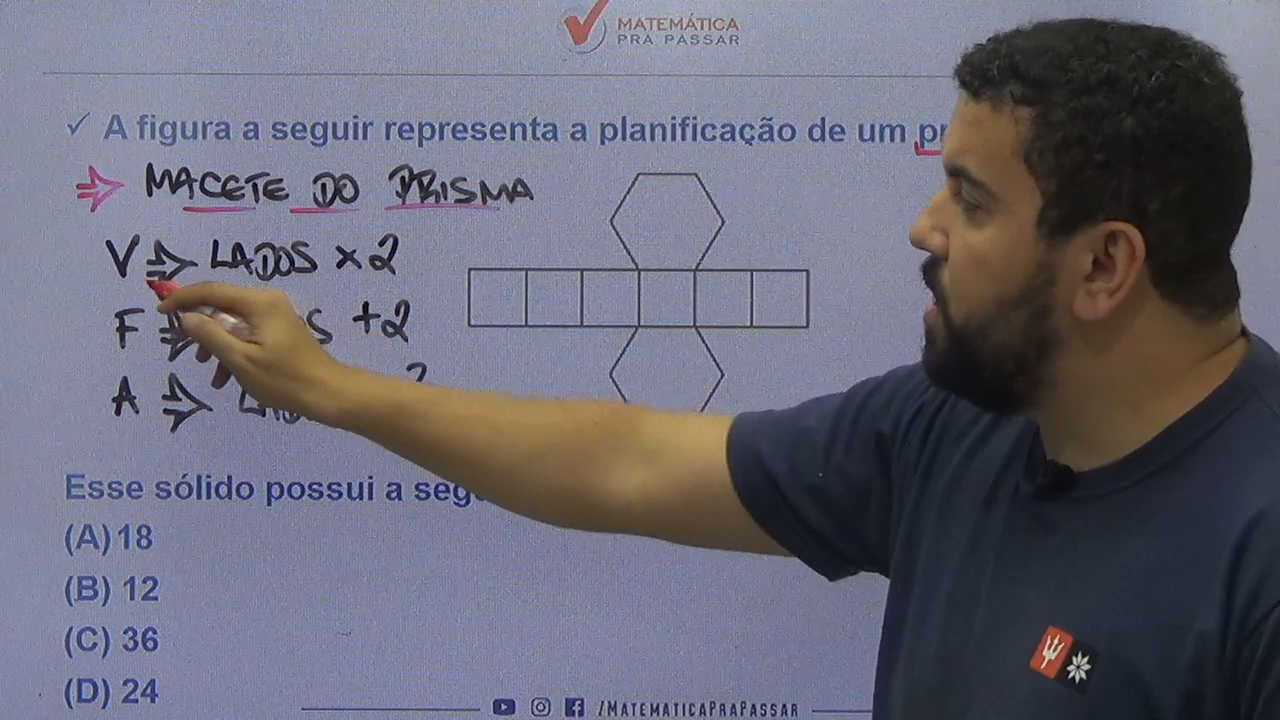 MATEMÁTICA
PRA PASSAR
✓ A figura a seguir representa a planificação de um
⇒ MACETE DO PRISMA
V ⇒ LADOS x 2
F ⇒ +2
A ⇒
Esse sólido possui a
(A) 18
(B) 12
(C) 36
(D) 24
/MATEMATICAPRAPASSAR